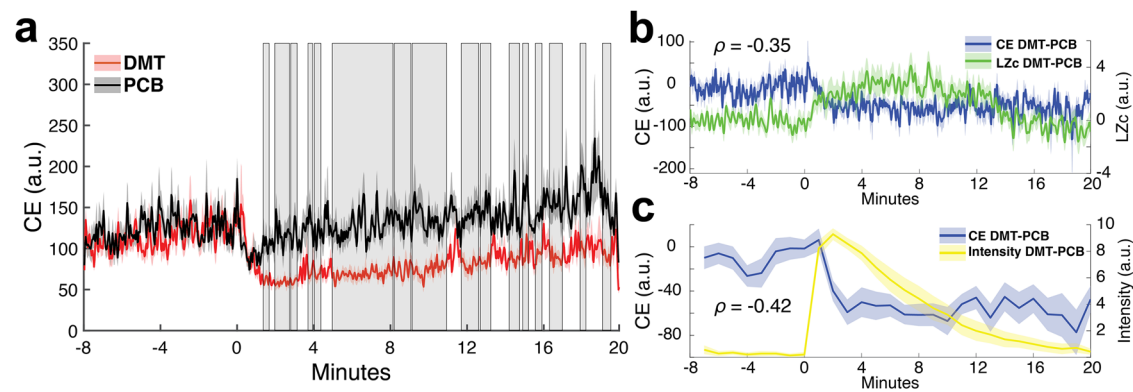 a
350
300
250
200
150
100
50
0
CE (a.u.)
DMT
PCB
-8
-4
0
4
8
12
16
20
Minutes
b
ρ = -0.35
CE DMT-PCB
LZc DMT-PCB
100
0
-100
-200
CE (a.u.)
4
0
-4
LZc (a.u.)
-8
-4
0
4
8
12
16
20
Minutes
c
CE DMT-PCB
Intensity DMT-PCB
ρ = -0.42
0
-40
-80
CE (a.u.)
10
8
6
4
2
Intensity (a.u.)
-8
-4
0
4
8
12
16
20
Minutes